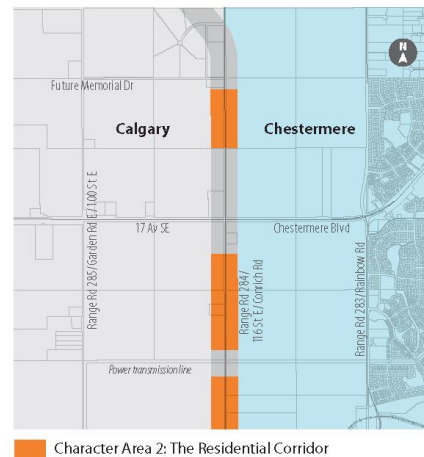 N
Future Memorial Dr
Calgary
Chestermere
Range Rd 285/Garden Rd E/100 St E
17 Av SE
Chestermere Blvd
Range Rd 284/
116 St E/Conrich Rd
Range Rd 283/Rainbow Rd
Power transmission line
Character Area 2: The Residential Corridor